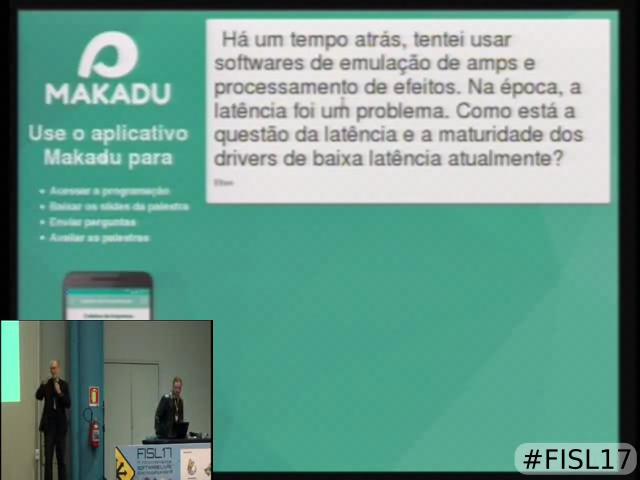 MAKADU
Use o aplicativo
Makadu para
• Acessar a programação
• Baixar os slides da palestra
• Enviar perguntas
• Avaliar as palestras
Há um tempo atrás, tentei usar
softwares de emulação de amps e
processamento de efeitos. Na época, a
latência foi um problema. Como está a
questão da latência e a maturidade dos
drivers de baixa latência atualmente?
FISL17
SOFTWARE LIVRE
#FISL17